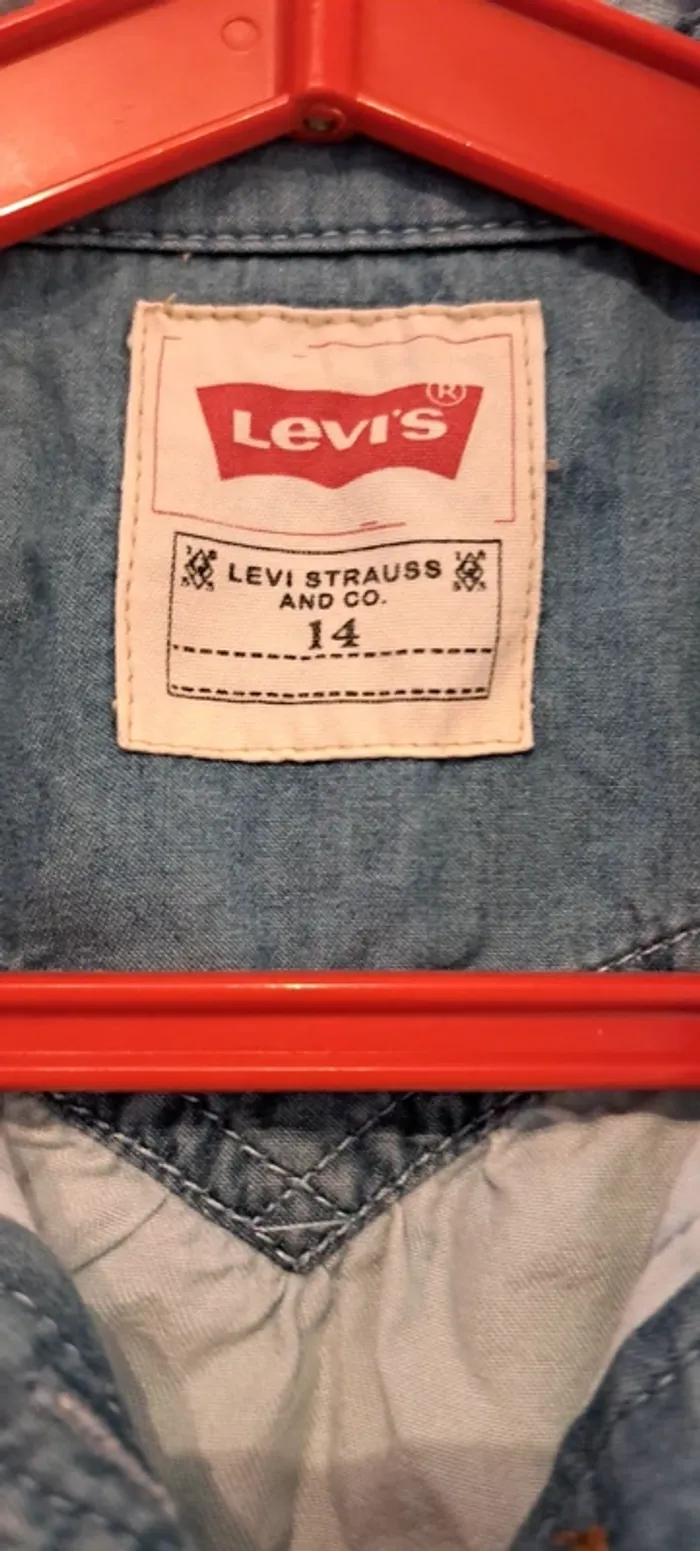 LEVI'S®
LEVI STRAUSS
AND CO.
14